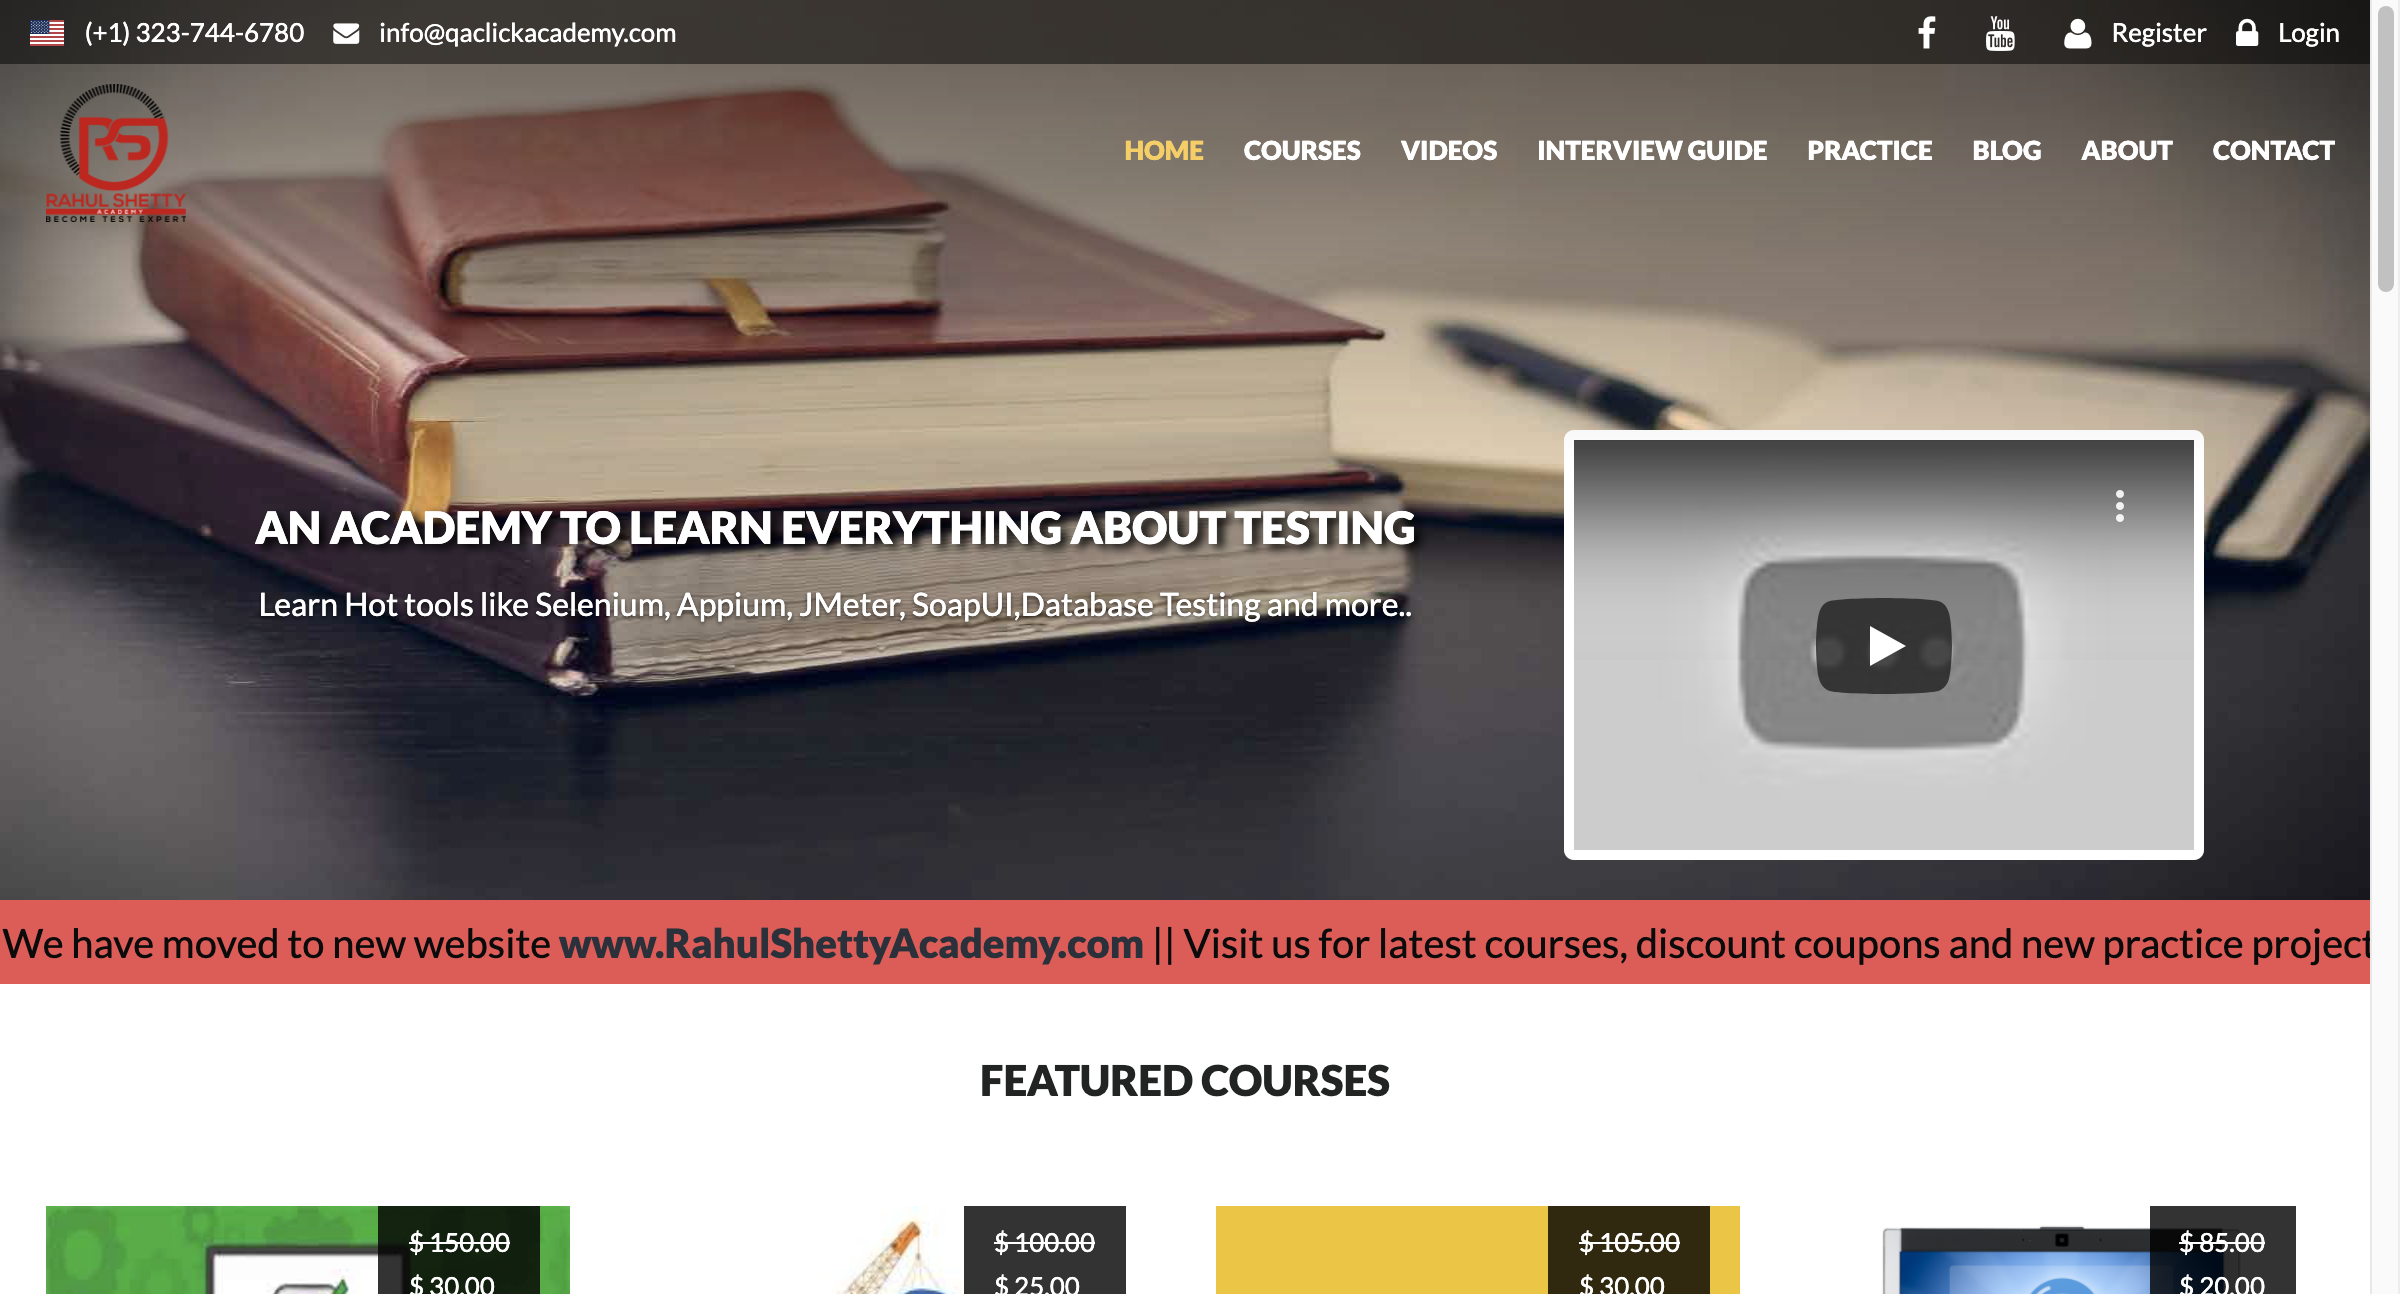 (+1) 323-744-6780 info@qaclickacademy.com You Tube Register Login
RS
RAHUL SHETTY
ACADEMY
BECOME TEST EXPERT
HOME COURSES VIDEOS INTERVIEW GUIDE PRACTICE BLOG ABOUT CONTACT
AN ACADEMY TO LEARN EVERYTHING ABOUT TESTING
Learn Hot tools like Selenium, Appium, JMeter, SoapUI,Database Testing and more..
We have moved to new website www.RahulShettyAcademy.com || Visit us for latest courses, discount coupons and new practice project
FEATURED COURSES
$ 150.00 $ 100.00 $ 105.00 $ 85.00
$ 30.00 $ 25.00 $ 30.00 $ 20.00